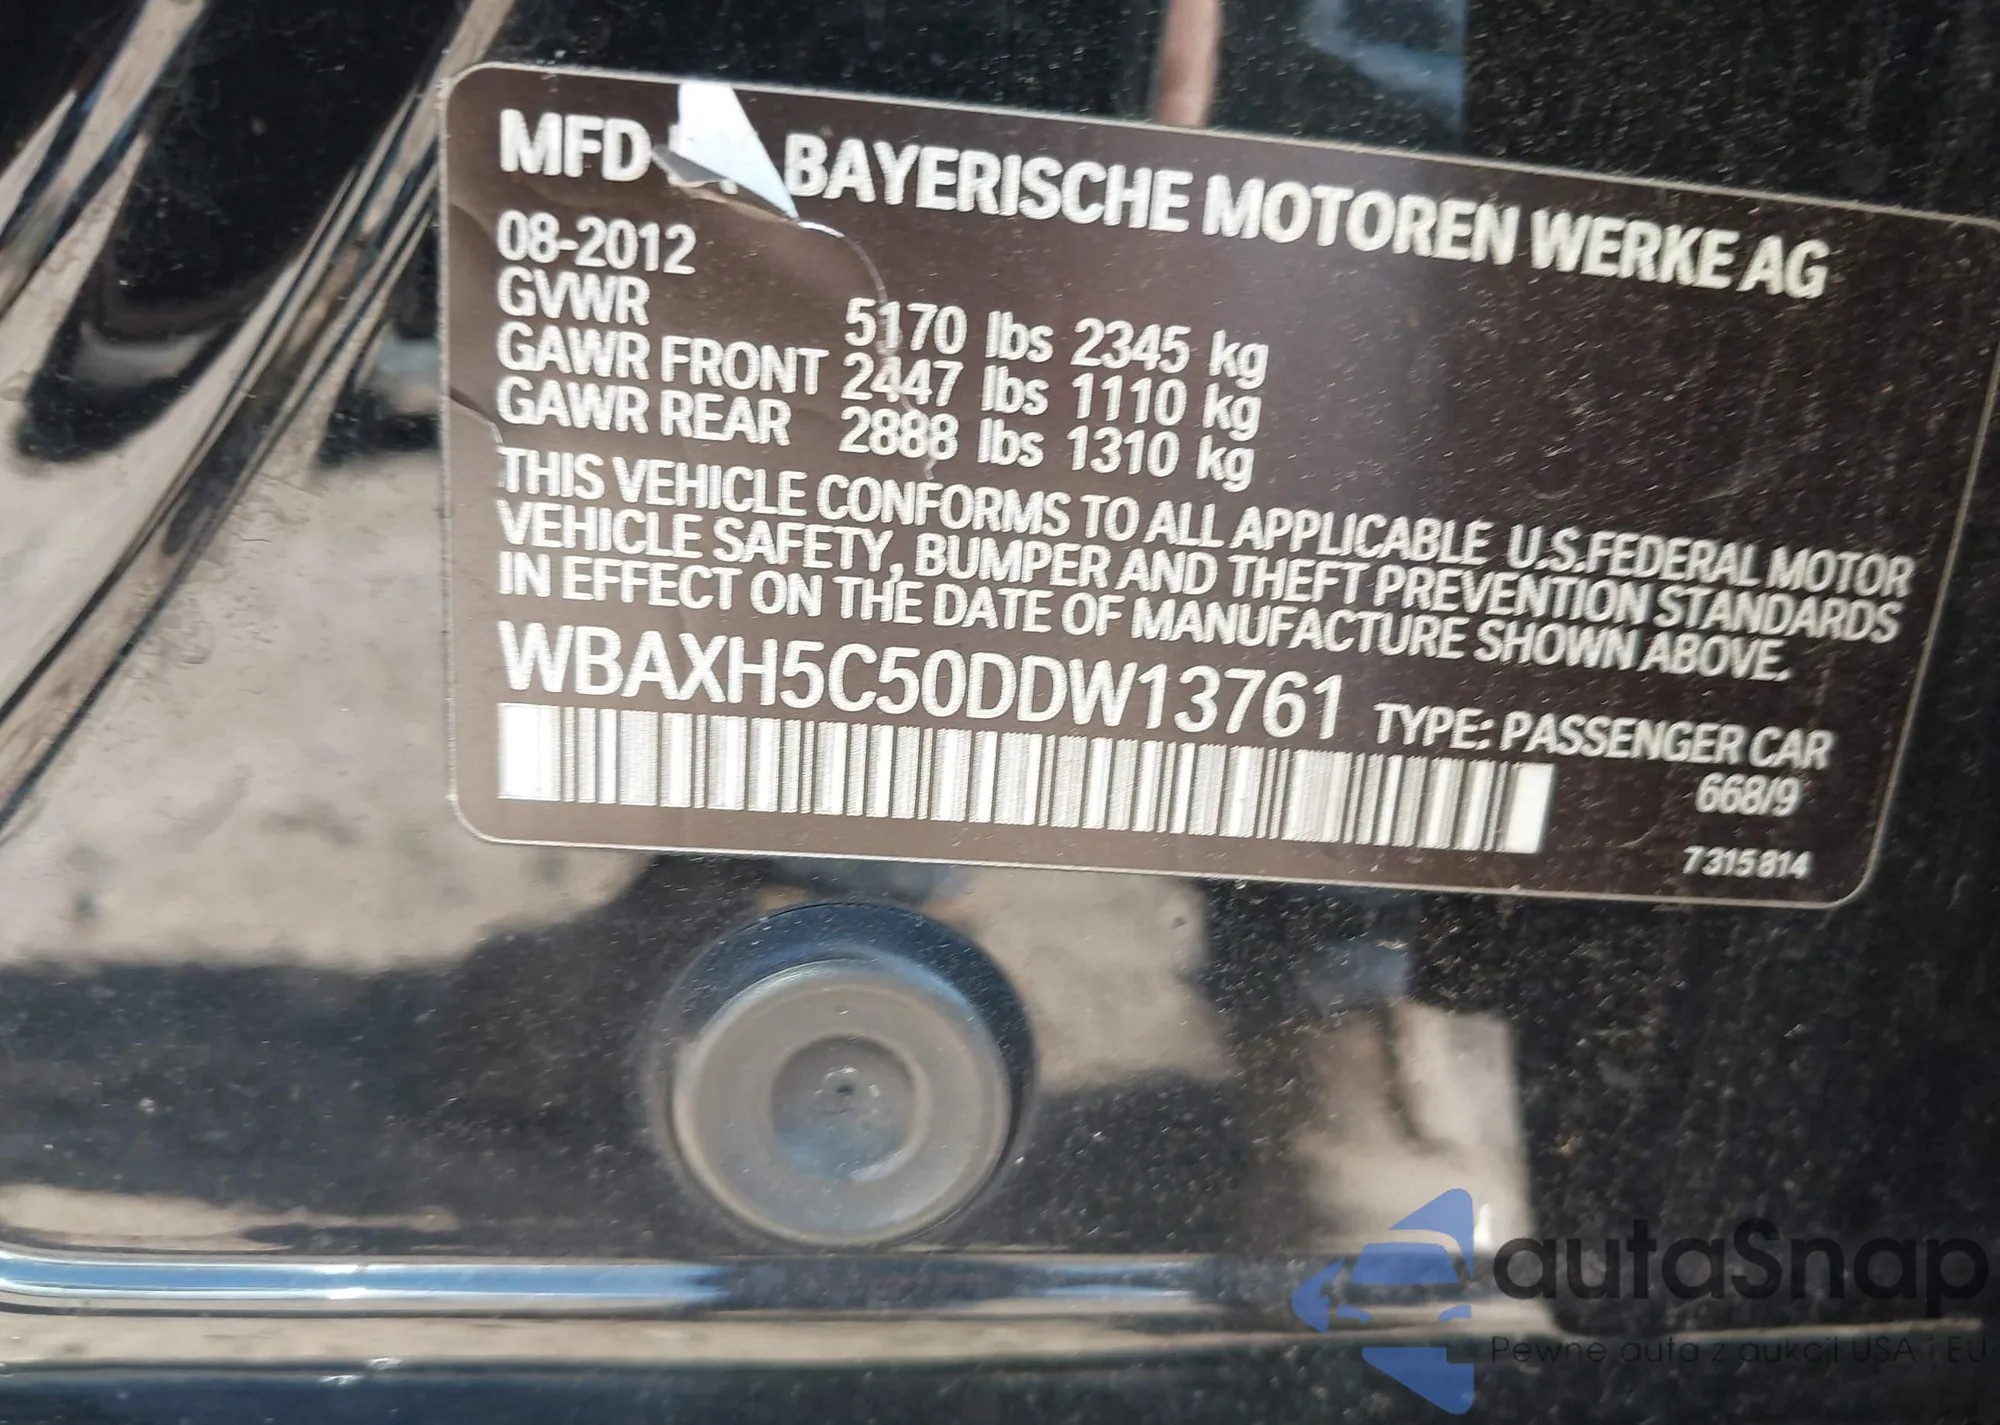 MFD BY BAYERISCHE MOTOREN WERKE AG
08-2012
GVWR 5170 lbs 2345 kg
GAWR FRONT 2447 lbs 1110 kg
GAWR REAR 2888 lbs 1310 kg
THIS VEHICLE CONFORMS TO ALL APPLICABLE U.S.FEDERAL MOTOR
VEHICLE SAFETY, BUMPER AND THEFT PREVENTION STANDARDS
IN EFFECT ON THE DATE OF MANUFACTURE SHOWN ABOVE.
WBAXH5C50DDW13761 TYPE: PASSENGER CAR
668/9
7315814
autaSnap
Pewne auta z aukcji USA i EU